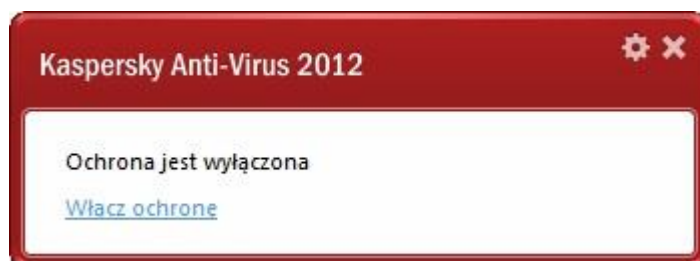 Kaspersky Anti-Virus 2012
Ochrona jest wyłączona
Włącz ochronę